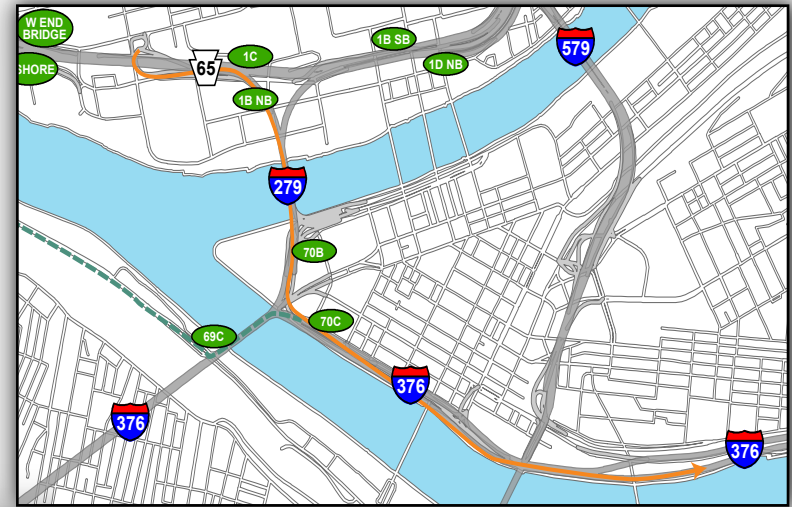 W END
BRIDGE
SHORE
65
1C
1B NB
1B SB
1D NB
579
279
70B
70C
69C
376
376
376